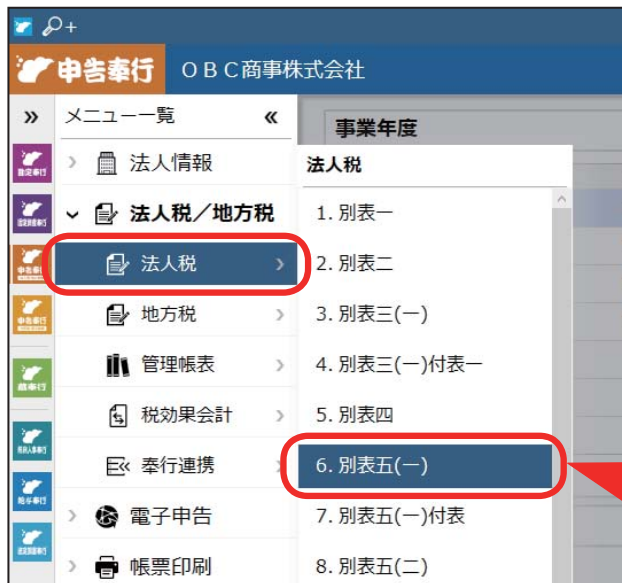 申告奉行 OBC商事株式会社
メニュー一覧
事業年度
法人情報
法人税／地方税
法人税
地方税
管理帳表
税効果会計
奉行連携
電子申告
帳票印刷
法人税
1. 別表一
2. 別表二
3. 別表三(一)
4. 別表三(一)付表一
5. 別表四
6. 別表五(一)
7. 別表五(一)付表
8. 別表五(二)